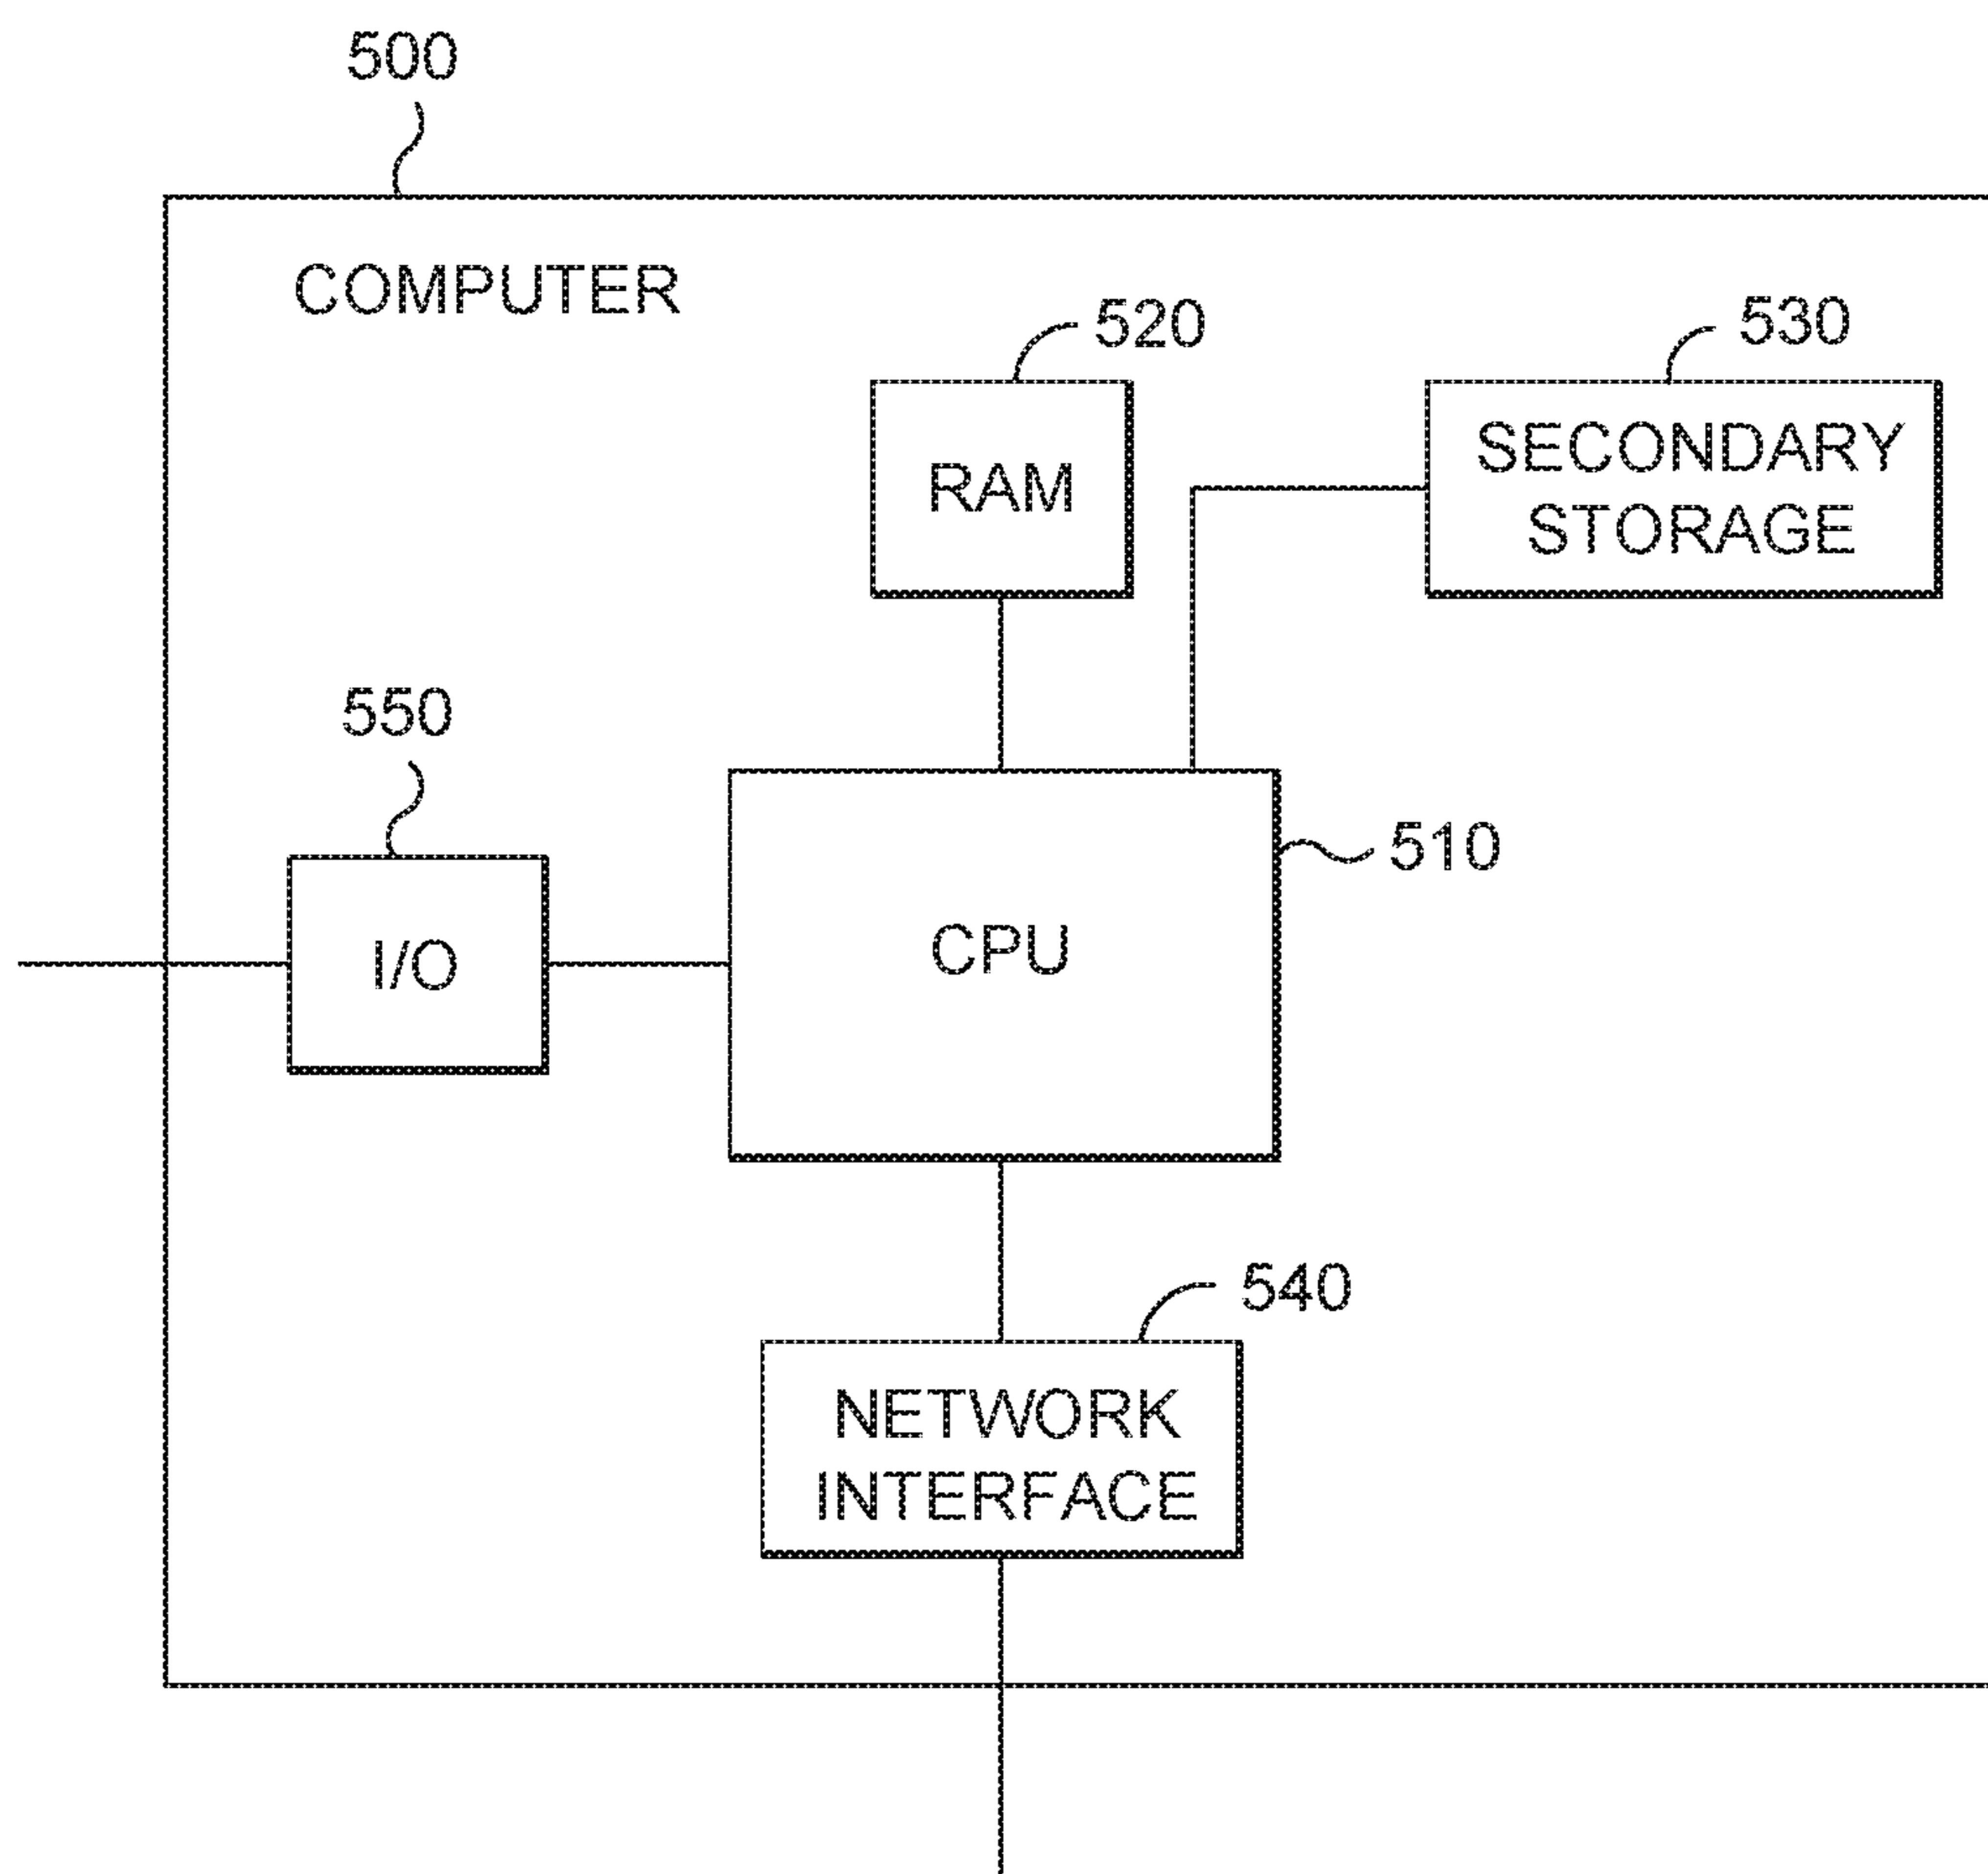 500
COMPUTER
520
530
RAM
SECONDARY
STORAGE
550
510
CPU
I/O
540
NETWORK
INTERFACE